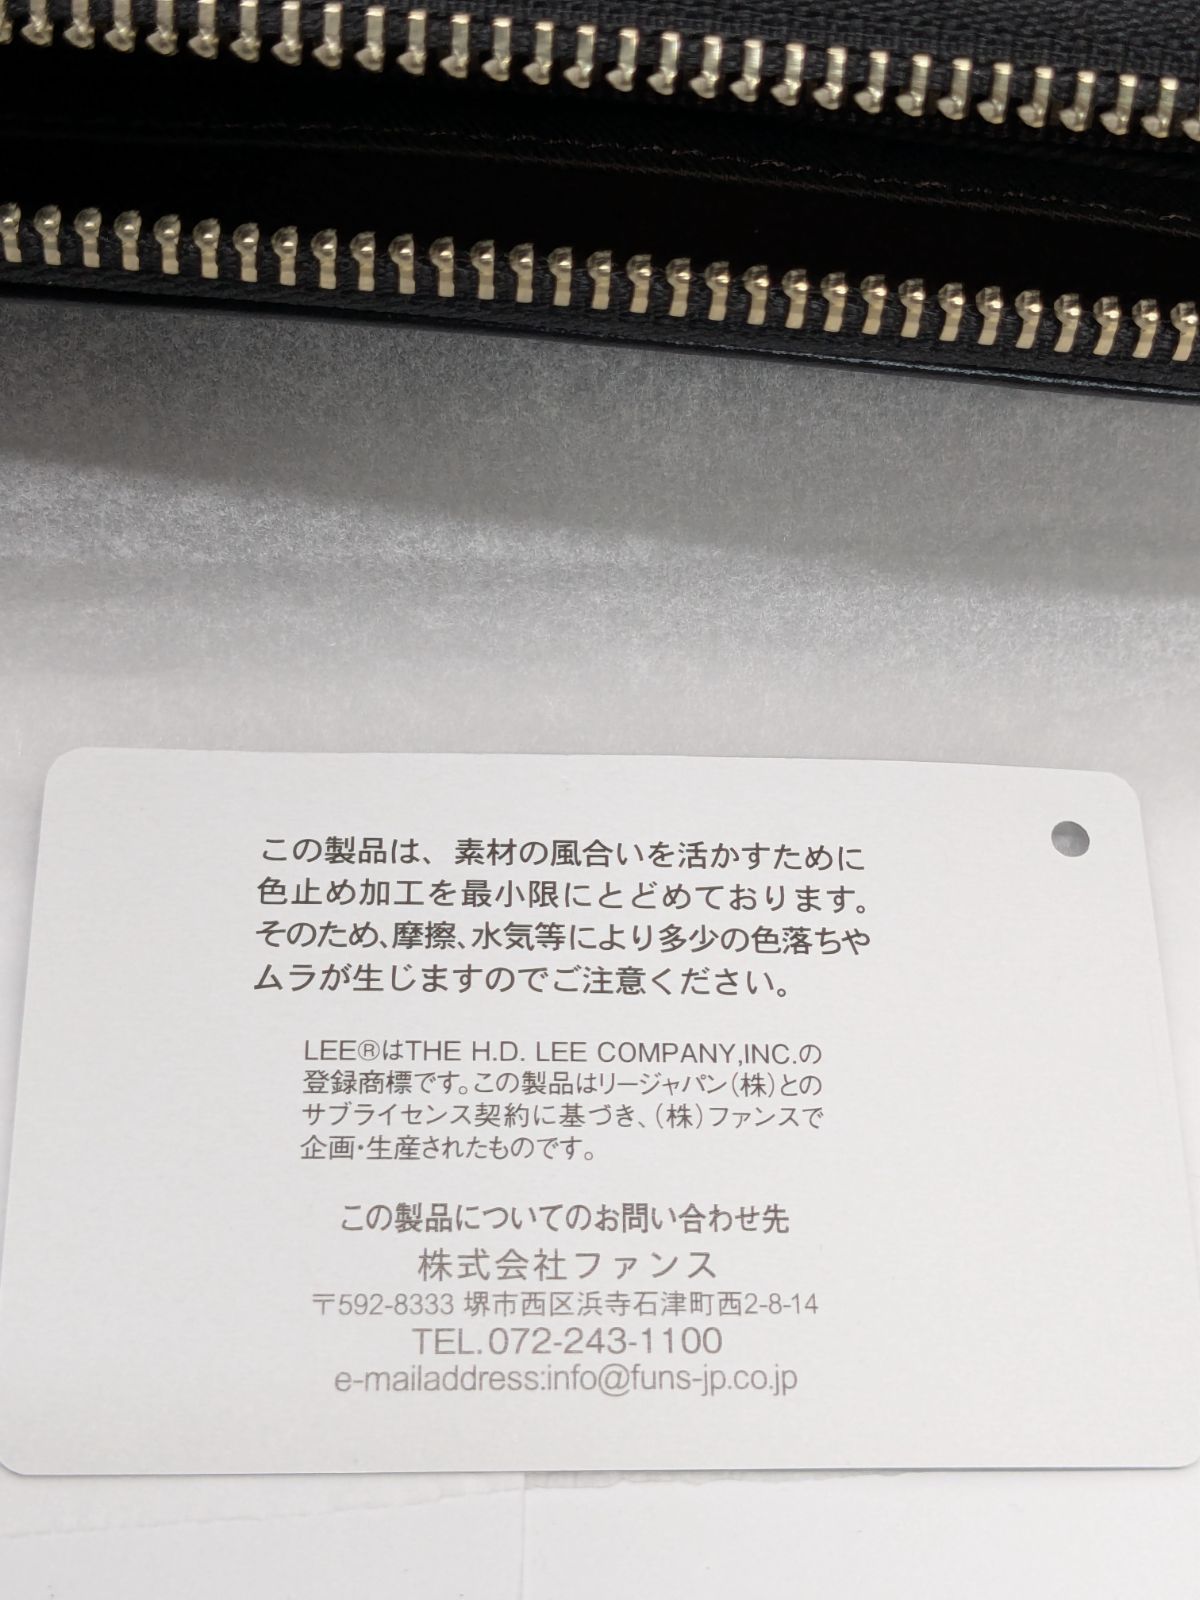 この製品は、素材の風合いを活かすために
色止め加工を最小限にとどめております。
そのため、摩擦、水気等により多少の色落ちや
ムラが生じますのでご注意ください。
LEE®はTHE H.D. LEE COMPANY,INC.の
登録商標です。この製品はリージャパン(株)との
サブライセンス契約に基づき、(株)ファンスで
企画・生産されたものです。
この製品についてのお問い合わせ先
株式会社ファンス
〒592-8333 堺市西区浜寺石津町西2-8-14
TEL.072-243-1100
e-mailaddress:info@funs-jp.co.jp